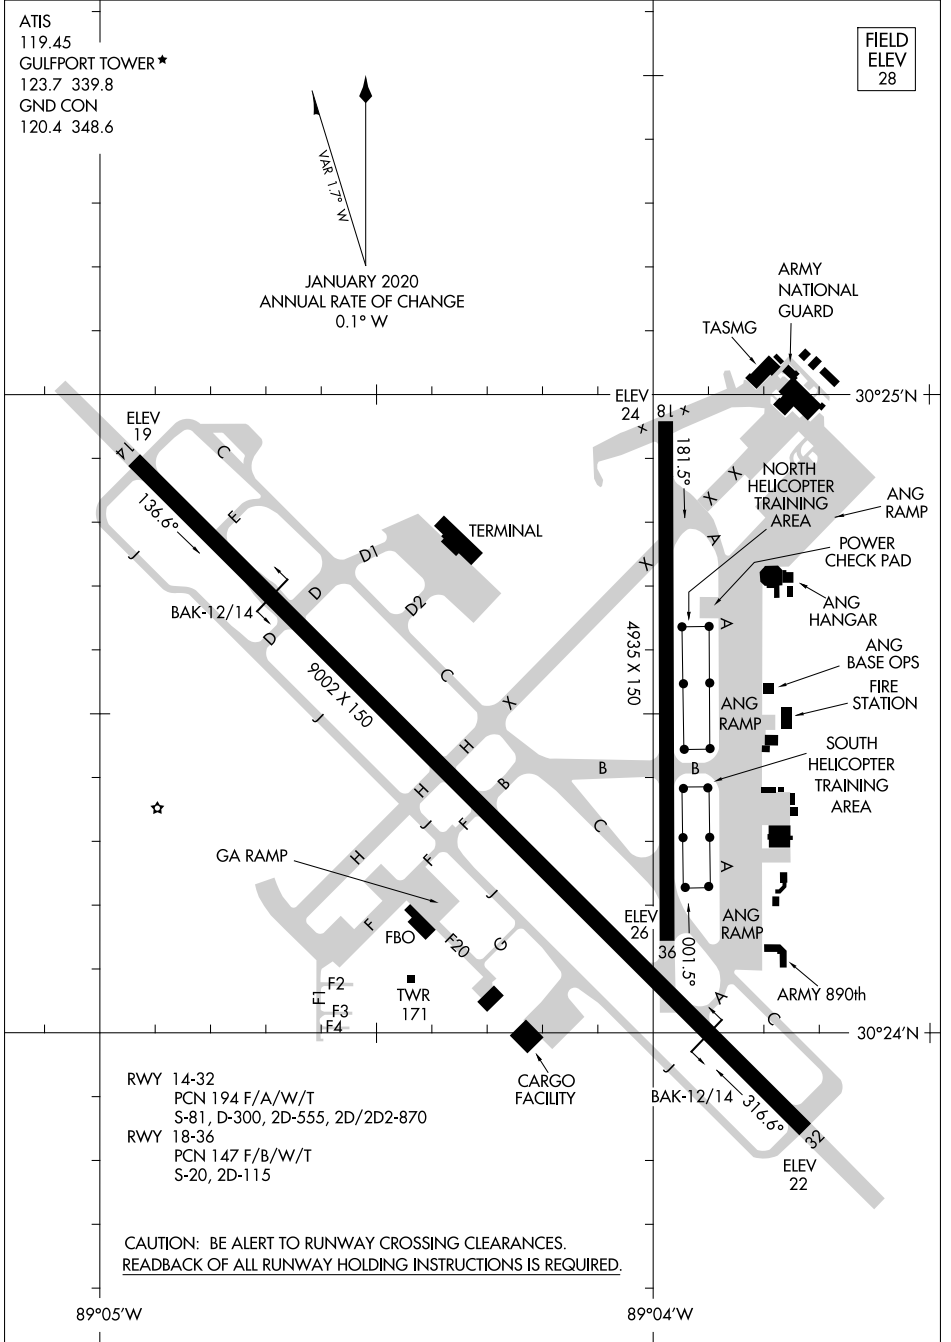 ATIS
119.45
GULFPORT TOWER
123.7 339.8
GND CON
120.4 348.6
FIELD
ELEV
28
VAR 1.7° W
JANUARY 2020
ANNUAL RATE OF CHANGE
0.1° W
ARMY
NATIONAL
GUARD
TASMG
30°25'N
ELEV
24
18
X
X
181.5°
ELEV
19
14
136.6°
C
E
J
D1
D
D2
D
TERMINAL
BAK-12/14
9002 X 150
J
C
X
X
X
X
A
NORTH
HELICOPTER
TRAINING
AREA
ANG
RAMP
POWER
CHECK PAD
ANG
HANGAR
A
4935 X 150
ANG
BASE OPS
FIRE
STATION
ANG
RAMP
SOUTH
HELICOPTER
TRAINING
AREA
H
B
B
B
H
J
F
C
H
F
J
A
GA RAMP
F
FBO
F20
G
ELEV
26
36
001.5°
ANG
RAMP
ARMY 890th
F1
F2
F3
F4
TWR
171
A
C
30°24'N
CARGO
FACILITY
J
BAK-12/14
316.6°
32
ELEV
22
RWY 14-32
PCN 194 F/A/W/T
S-81, D-300, 2D-555, 2D/2D2-870
RWY 18-36
PCN 147 F/B/W/T
S-20, 2D-115
CAUTION: BE ALERT TO RUNWAY CROSSING CLEARANCES.
READBACK OF ALL RUNWAY HOLDING INSTRUCTIONS IS REQUIRED.
89°05'W
89°04'W